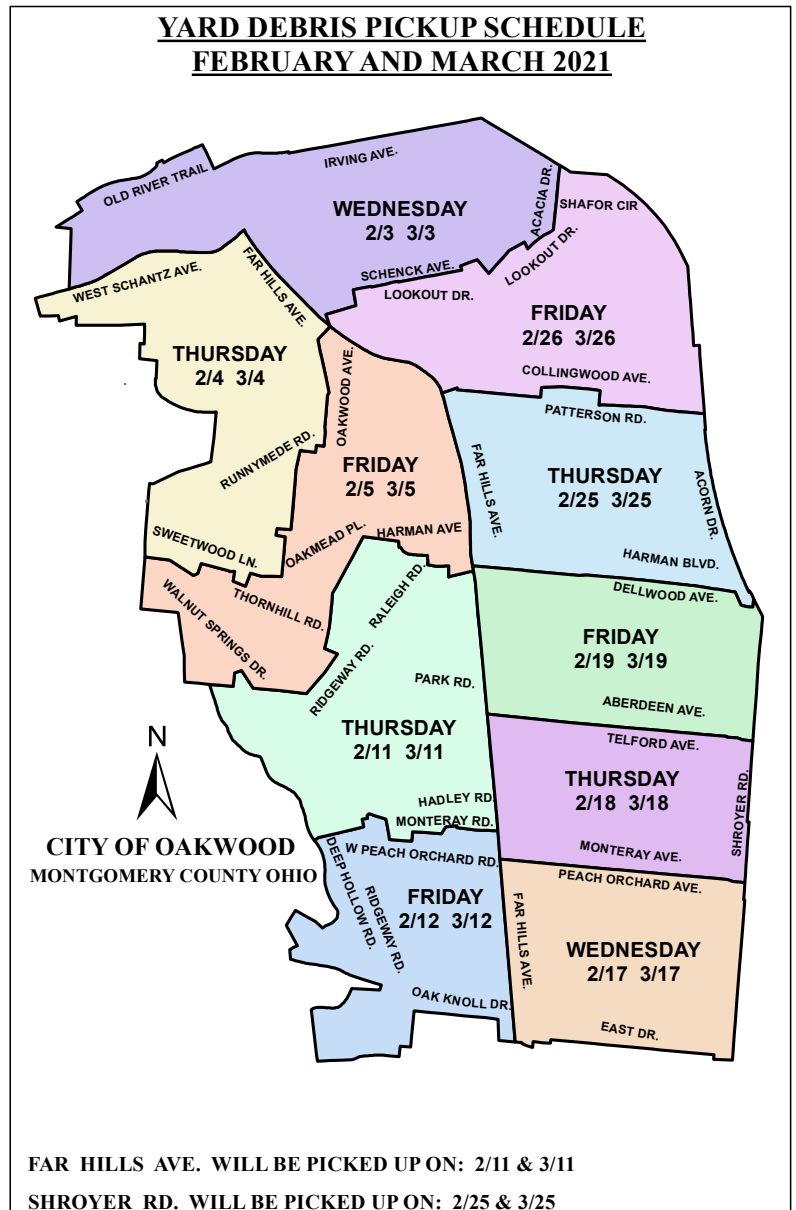 YARD DEBRIS PICKUP SCHEDULE
FEBRUARY AND MARCH 2021
OLD RIVER TRAIL
IRVING AVE.
WEDNESDAY
2/3 3/3
ACACIA DR.
SCHENCK AVE.
SHAFOR CIR
LOOKOUT DR.
LOOKOUT DR.
FRIDAY
2/26 3/26
COLLINGWOOD AVE.
WEST SCHANTZ AVE.
FAR HILLS AVE.
THURSDAY
2/4 3/4
RUNNYMEDE RD.
SWEETWOOD LN.
OAKWOOD AVE.
FRIDAY
2/5 3/5
OAKMEAD PL.
HARMAN AVE
THORNHILL RD.
WALNUT SPRINGS DR.
PATTERSON RD.
FAR HILLS AVE.
THURSDAY
2/25 3/25
ACORN DR.
HARMAN BLVD.
DELLWOOD AVE.
FRIDAY
2/19 3/19
ABERDEEN AVE.
RALEIGH RD.
RIDGEWAY RD.
PARK RD.
THURSDAY
2/11 3/11
HADLEY RD.
MONTERAY RD.
TELFORD AVE.
THURSDAY
2/18 3/18
SHROYER RD.
MONTERAY AVE.
N
CITY OF OAKWOOD
MONTGOMERY COUNTY OHIO
W PEACH ORCHARD RD.
DEEP HOLLOW RD.
RIDGEWAY RD.
FRIDAY
2/12 3/12
OAK KNOLL DR.
PEACH ORCHARD AVE.
FAR HILLS AVE.
WEDNESDAY
2/17 3/17
EAST DR.
FAR HILLS AVE. WILL BE PICKED UP ON: 2/11 & 3/11
SHROYER RD. WILL BE PICKED UP ON: 2/25 & 3/25